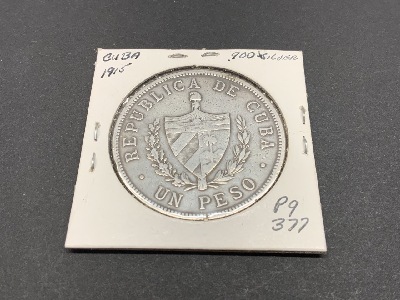 CUBA
1915
.900 Silver
REPUBLICA DE CUBA
· UN PESO ·
Pg
377